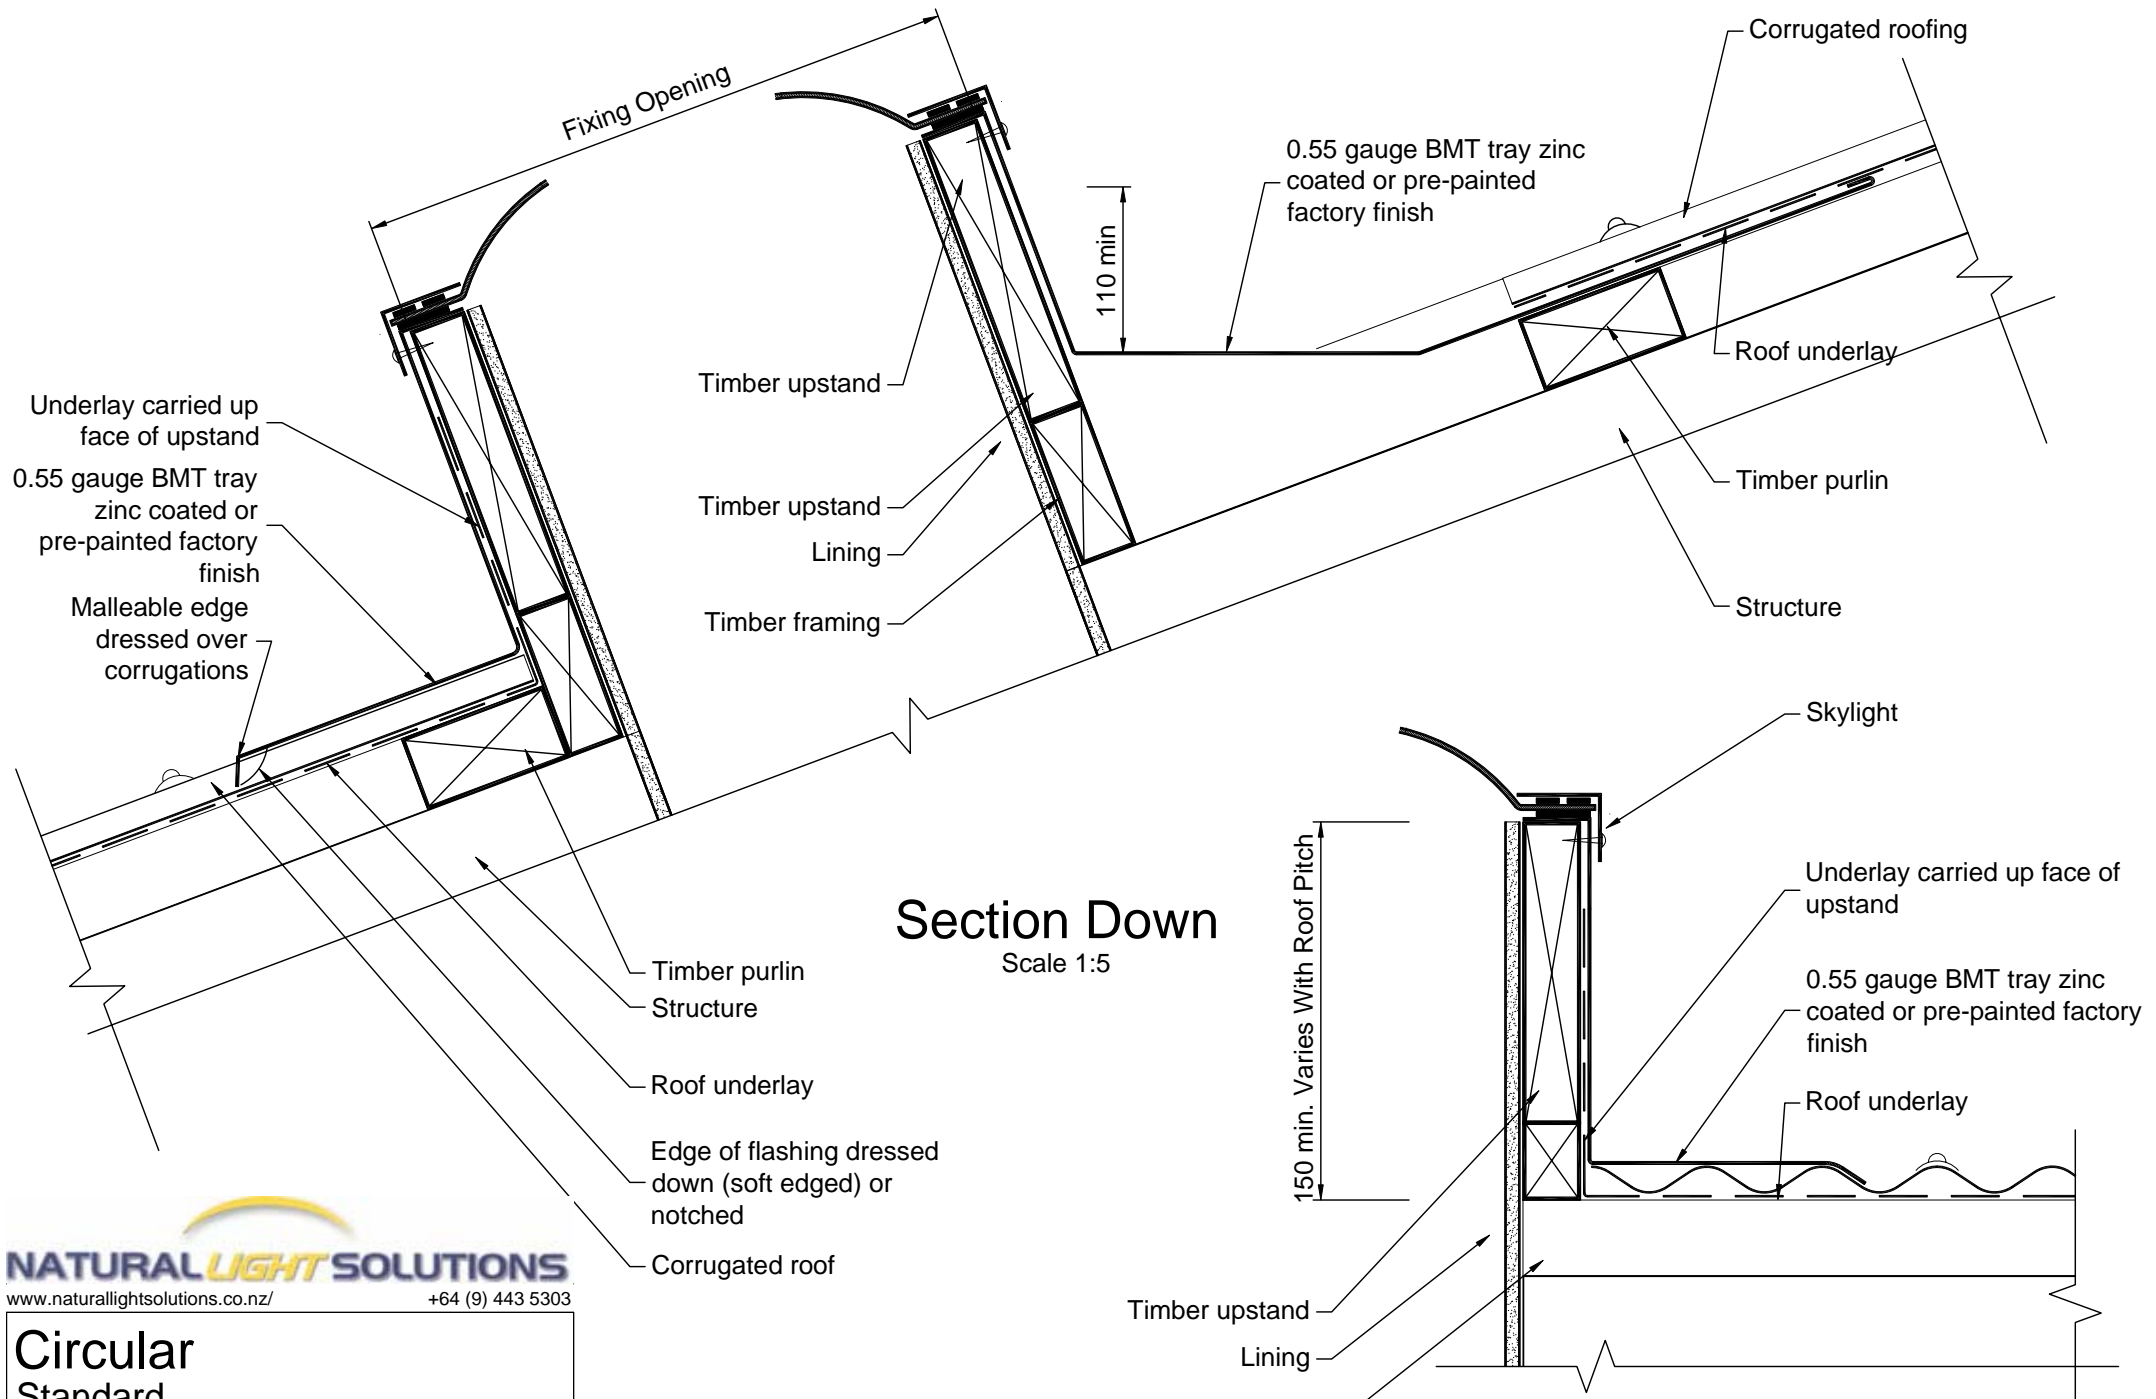 Corrugated roofing
Fixing Opening
0.55 gauge BMT tray zinc
coated or pre-painted
factory finish
110 min
Roof underlay
Timber upstand
Underlay carried up
face of upstand
0.55 gauge BMT tray
zinc coated or
pre-painted factory
finish
Timber purlin
Timber upstand
Lining
Malleable edge
dressed over
corrugations
Timber framing
Structure
Skylight
Section Down
Scale 1:5
150 min. Varies With Roof Pitch
Underlay carried up face of
upstand
Timber purlin
Structure
0.55 gauge BMT tray zinc
coated or pre-painted factory
finish
Roof underlay
Roof underlay
Edge of flashing dressed
down (soft edged) or
notched
Corrugated roof
NATURAL LIGHT SOLUTIONS
www.naturallightsolutions.co.nz/ +64 (9) 443 5303
Timber upstand
Lining
Circular
Standard